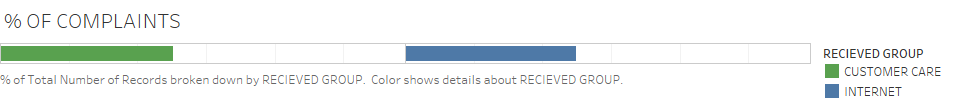 % OF COMPLAINTS
RECIEVED GROUP
CUSTOMER CARE
INTERNET
% of Total Number of Records broken down by RECIEVED GROUP.  Color shows details about RECIEVED GROUP.